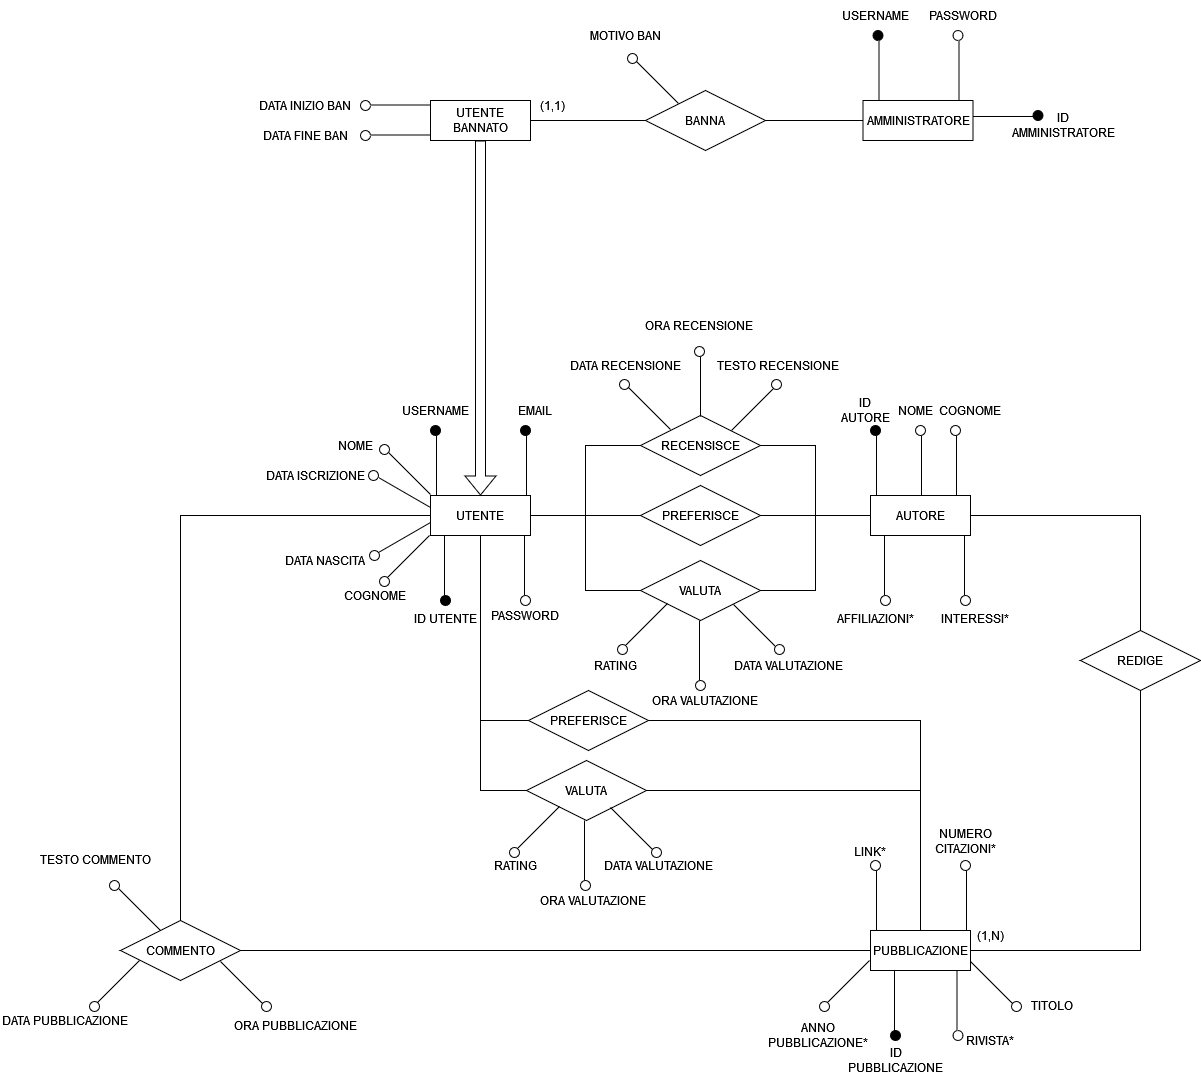 USERNAME
PASSWORD
MOTIVO BAN
DATA INIZIO BAN
UTENTE
BANNATO
(1,1)
DATA FINE BAN
BANNA
AMMINISTRATORE
ID
AMMINISTRATORE
ORA RECENSIONE
DATA RECENSIONE
TESTO RECENSIONE
USERNAME
EMAIL
ID
AUTORE
NOME
COGNOME
NOME
RECENSISCE
DATA ISCRIZIONE
UTENTE
PREFERISCE
AUTORE
DATA NASCITA
COGNOME
VALUTA
ID UTENTE
PASSWORD
AFFILIAZIONI*
INTERESSI*
RATING
DATA VALUTAZIONE
REDIGE
ORA VALUTAZIONE
PREFERISCE
VALUTA
NUMERO
CITAZIONI*
LINK*
TESTO COMMENTO
RATING
DATA VALUTAZIONE
ORA VALUTAZIONE
(1,N)
COMMENTO
PUBBLICAZIONE
TITOLO
DATA PUBBLICAZIONE
ORA PUBBLICAZIONE
ANNO
PUBBLICAZIONE*
RIVISTA*
ID
PUBBLICAZIONE